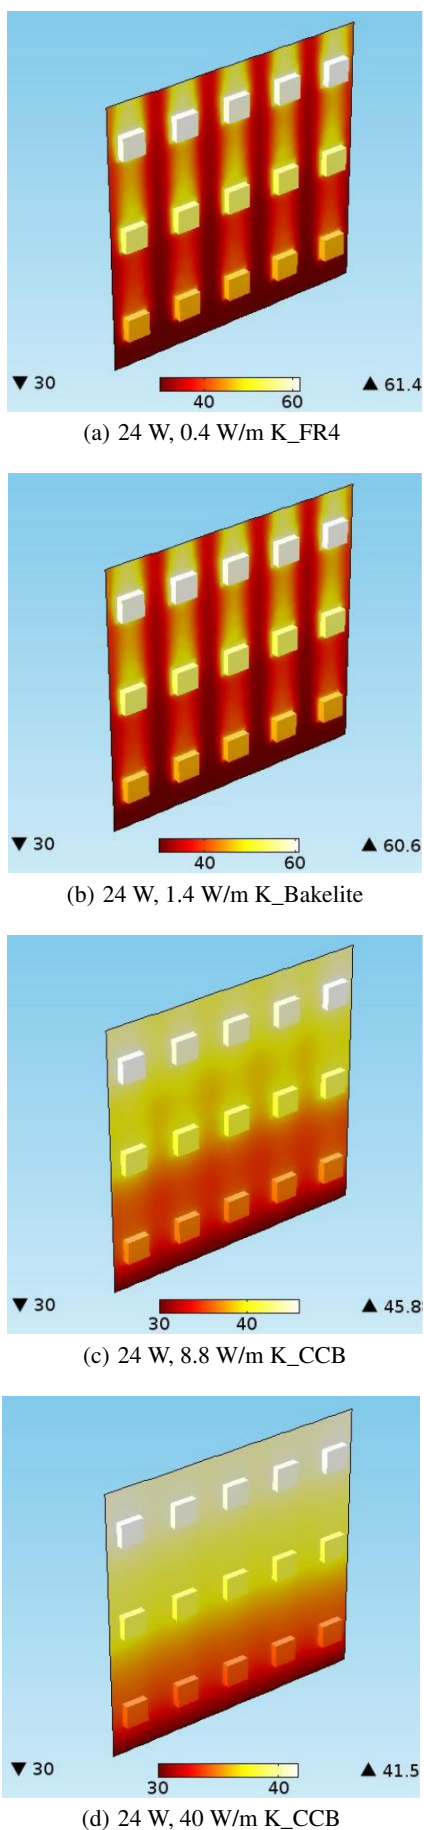 ▼ 30 40 60 ▲ 61.4
(a) 24 W, 0.4 W/m K_FR4
▼ 30 40 60 ▲ 60.6
(b) 24 W, 1.4 W/m K_Bakelite
▼ 30 30 40 ▲ 45.88
(c) 24 W, 8.8 W/m K_CCB
▼ 30 30 40 ▲ 41.5
(d) 24 W, 40 W/m K_CCB